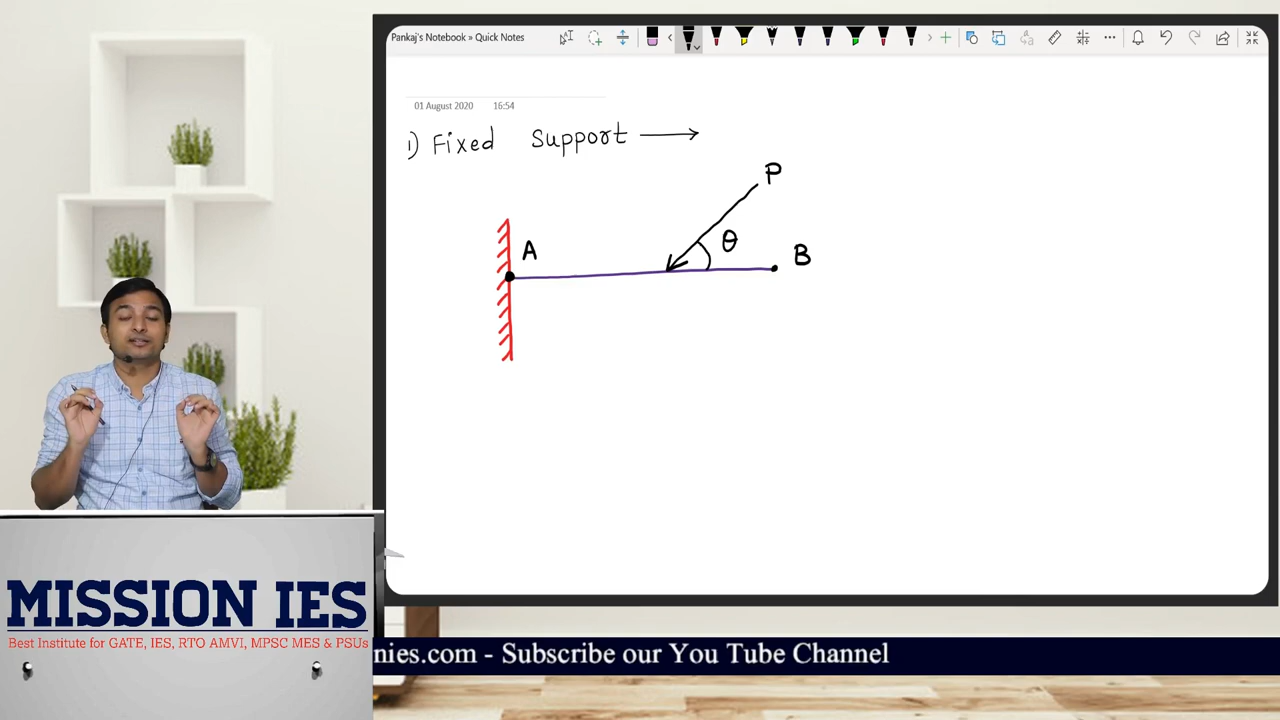 Pankaj's Notebook » Quick Notes
01 August 2020 16:54
1) Fixed Support →
P
θ
A
B
MISSION IES
Best Institute for GATE, IES, RTO AMVI, MPSC MES & PSUs
nies.com - Subscribe our You Tube Channel